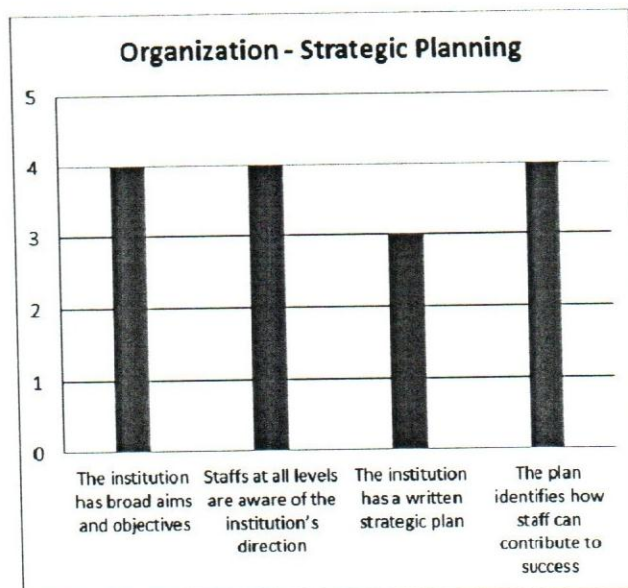 Organization - Strategic Planning
5
4
3
2
1
0
The institution
has broad aims
and objectives
Staffs at all levels
are aware of the
institution's
direction
The institution
has a written
strategic plan
The plan
identifies how
staff can
contribute to
success